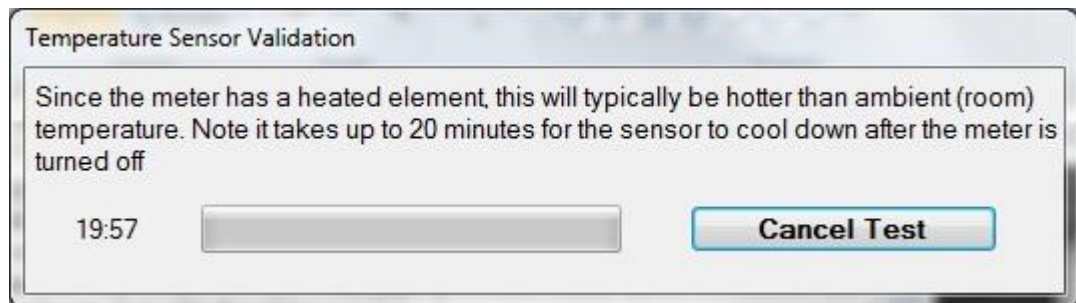 Temperature Sensor Validation
Since the meter has a heated element, this will typically be hotter than ambient (room)
temperature. Note it takes up to 20 minutes for the sensor to cool down after the meter is
turned off
19:57
Cancel Test